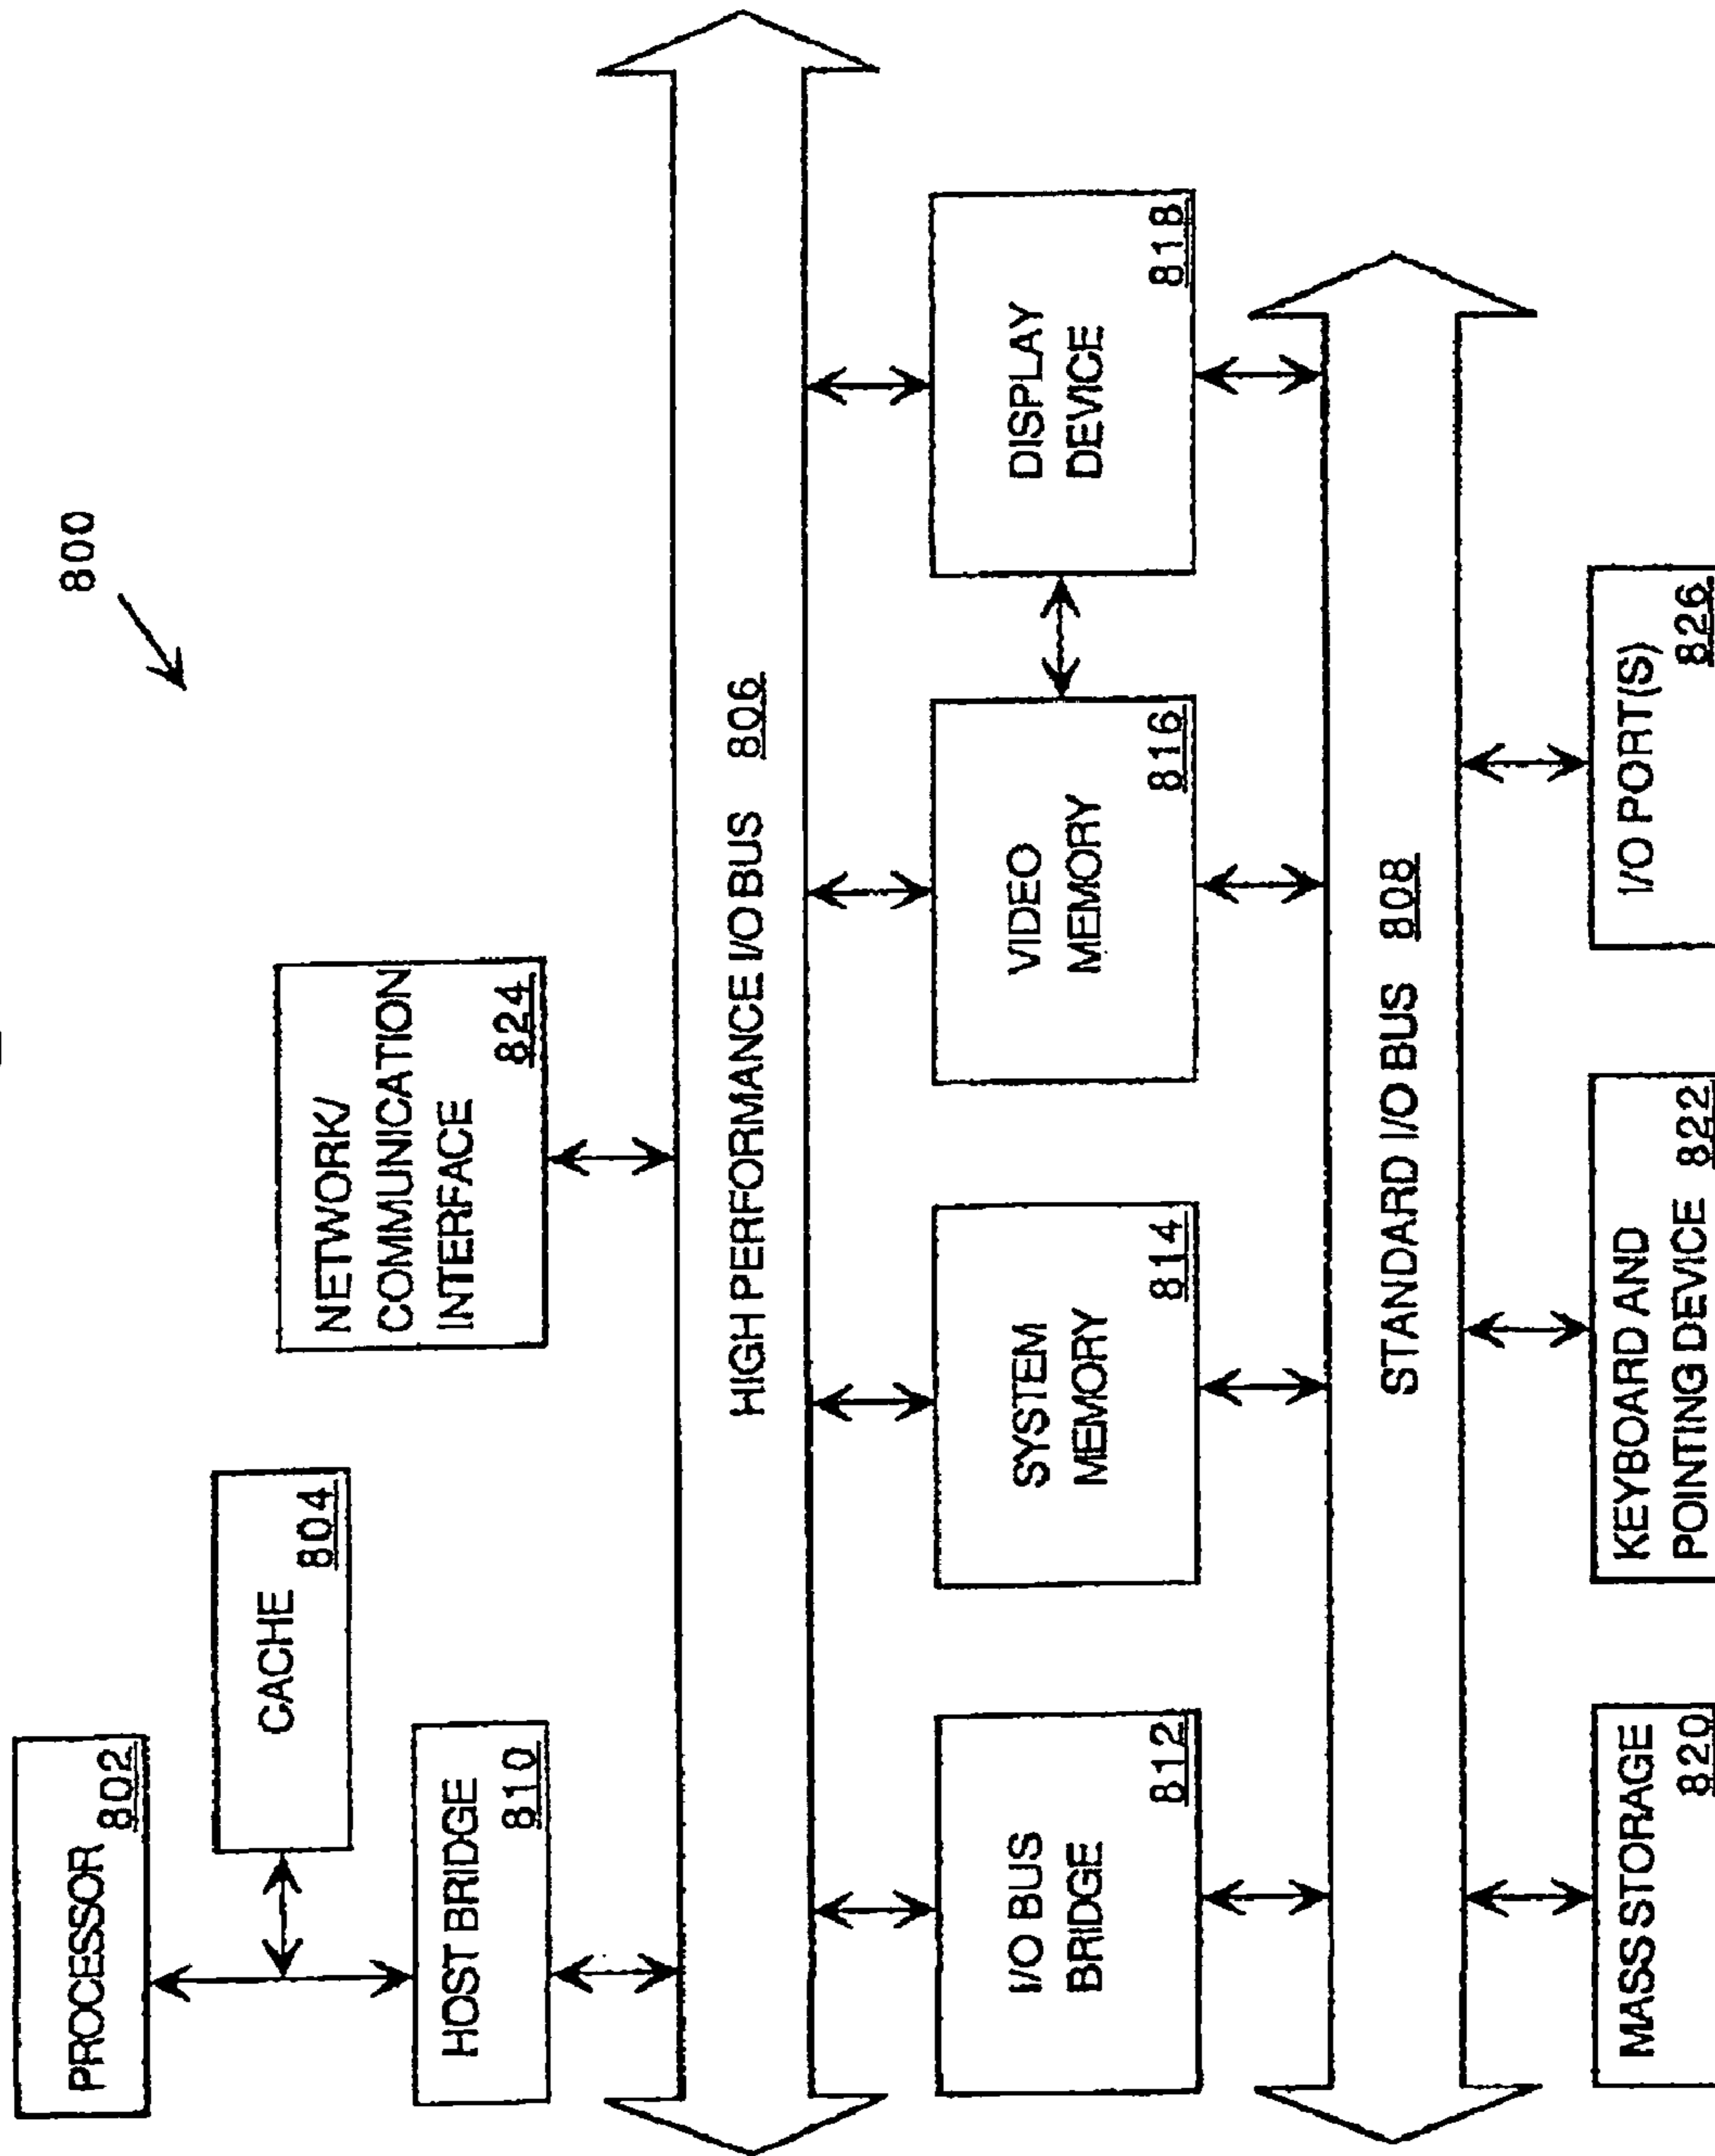 800
PROCESSOR
802
CACHE
804
HOST BRIDGE
810
NETWORK/
COMMUNICATION
INTERFACE
824
HIGH PERFORMANCE I/O BUS 806
I/O BUS
BRIDGE
812
SYSTEM
MEMORY
814
VIDEO
MEMORY
816
DISPLAY
DEVICE
818
STANDARD I/O BUS 808
MASS STORAGE
820
KEYBOARD AND
POINTING DEVICE 822
I/O PORT(S)
826